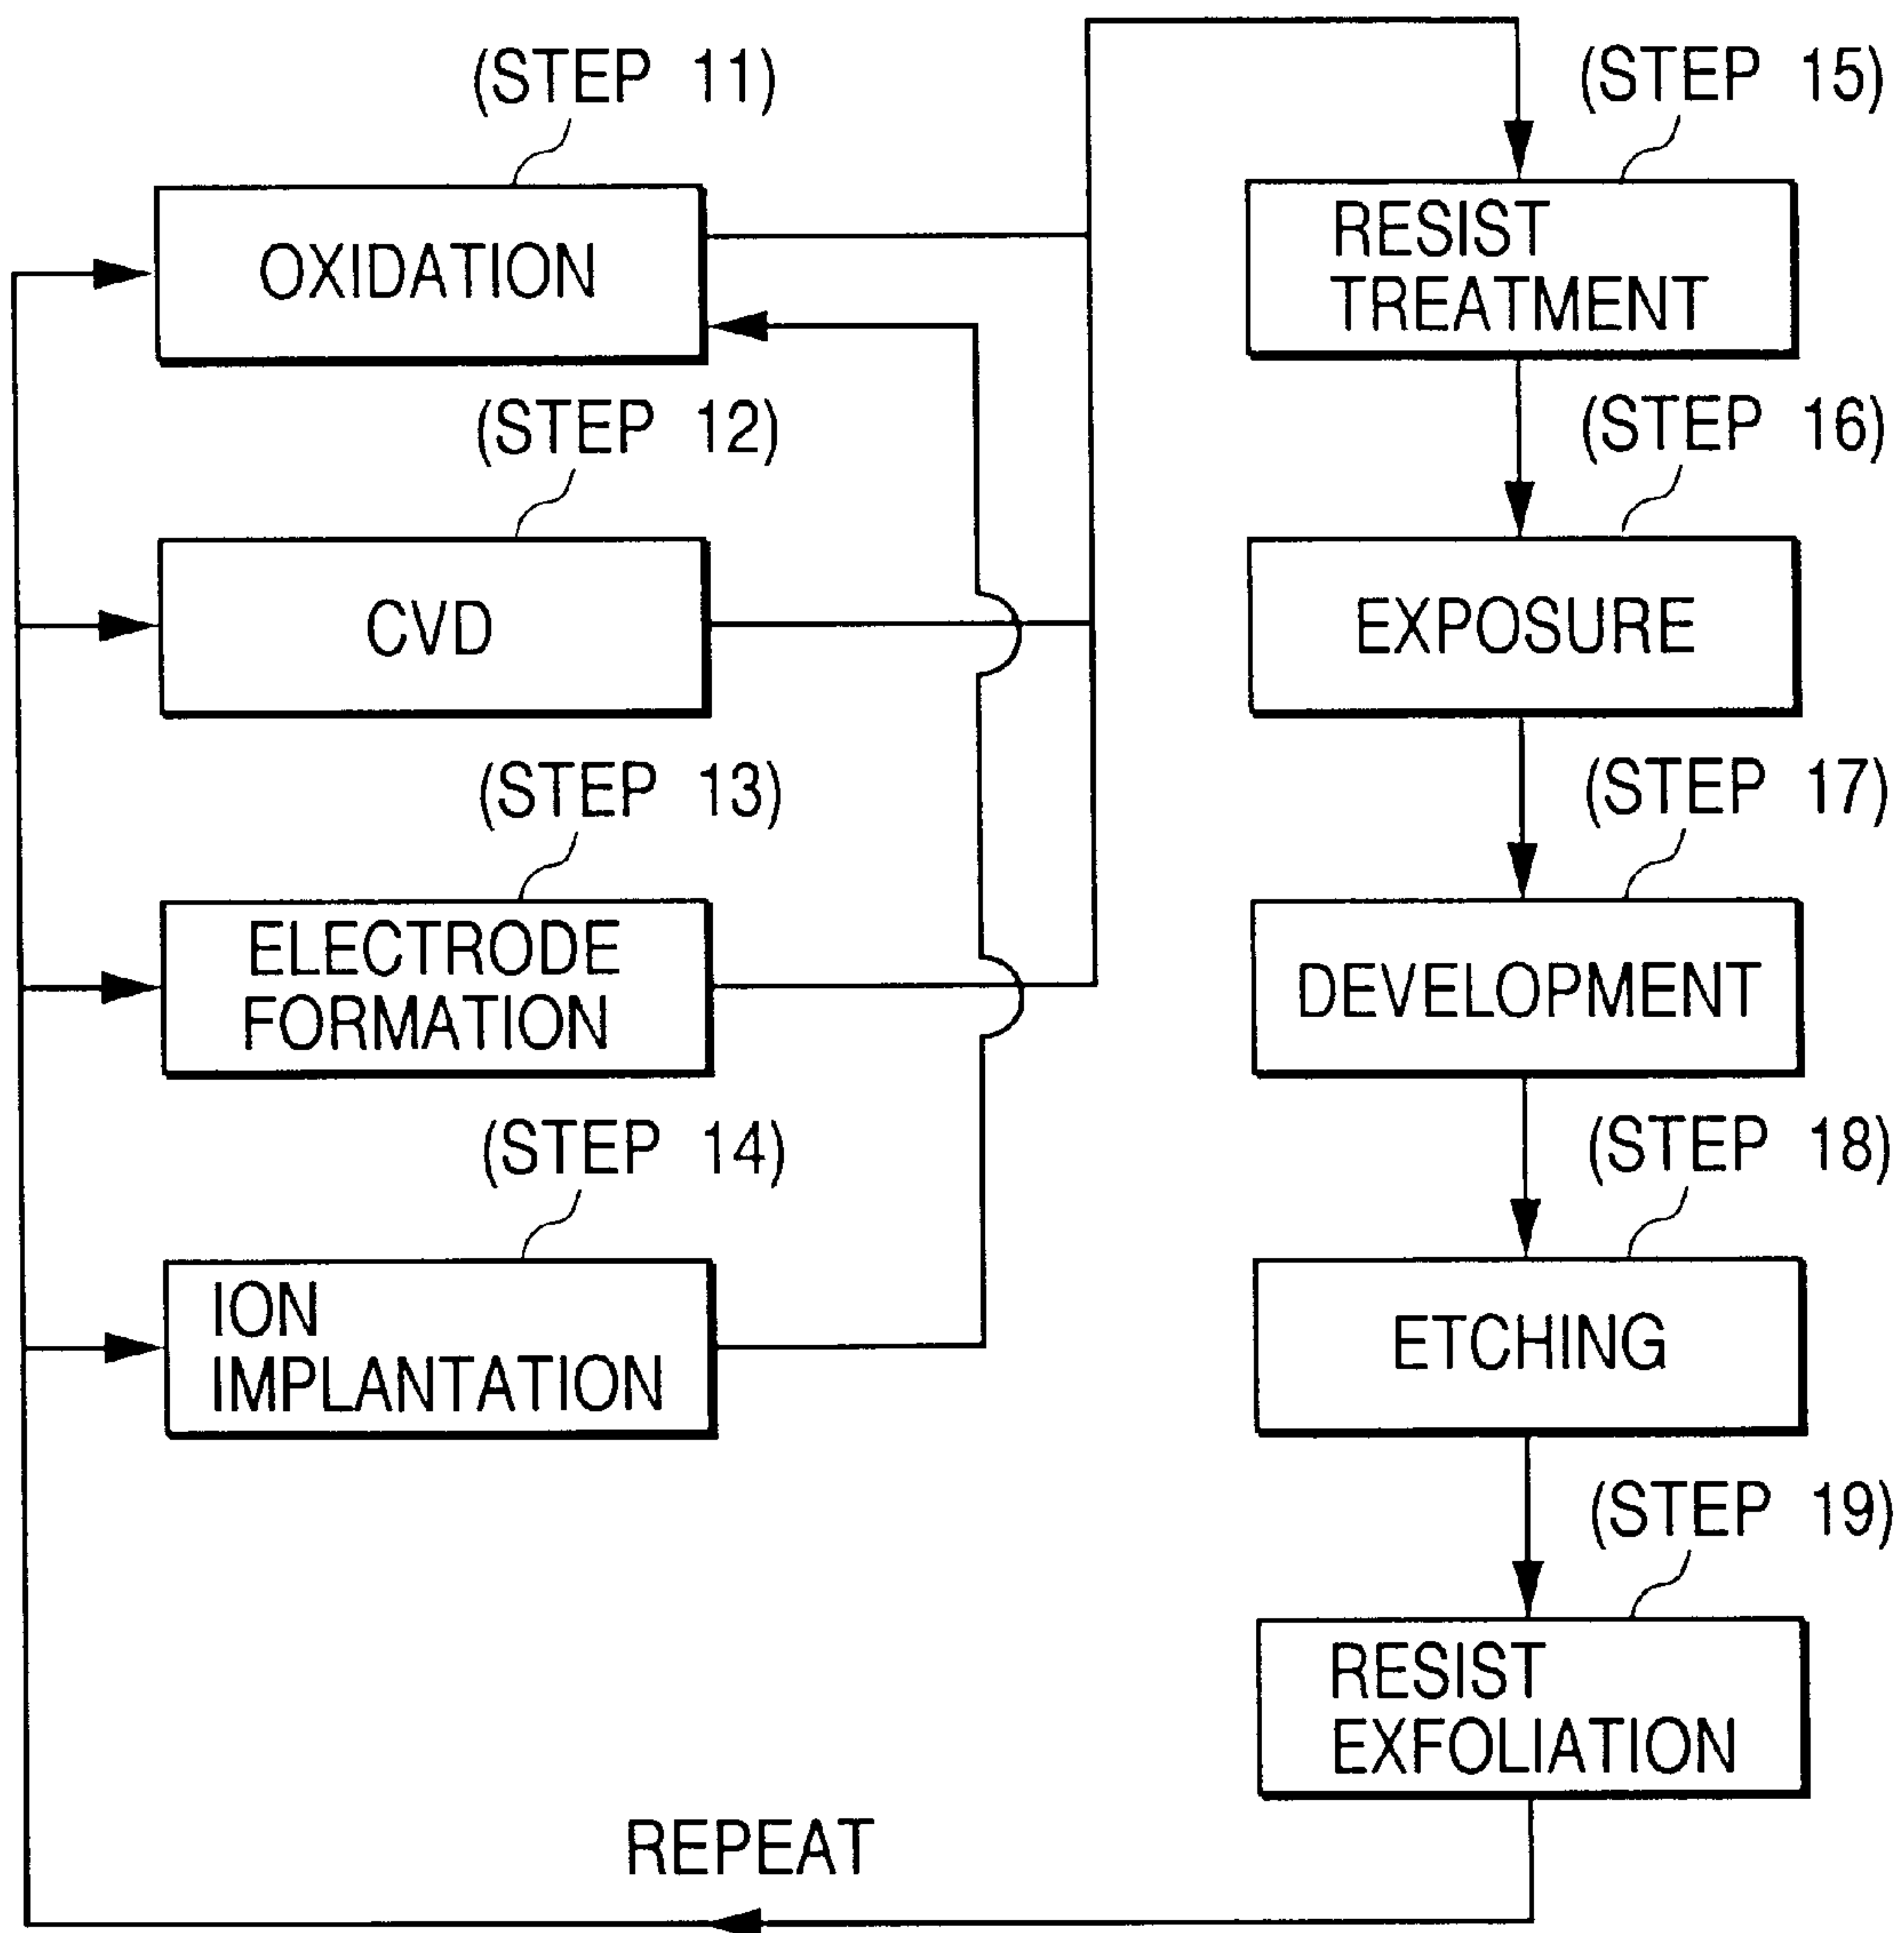 (STEP 11)
OXIDATION
(STEP 12)
CVD
(STEP 13)
ELECTRODE
FORMATION
(STEP 14)
ION
IMPLANTATION
(STEP 15)
RESIST
TREATMENT
(STEP 16)
EXPOSURE
(STEP 17)
DEVELOPMENT
(STEP 18)
ETCHING
(STEP 19)
RESIST
EXFOLIATION
REPEAT